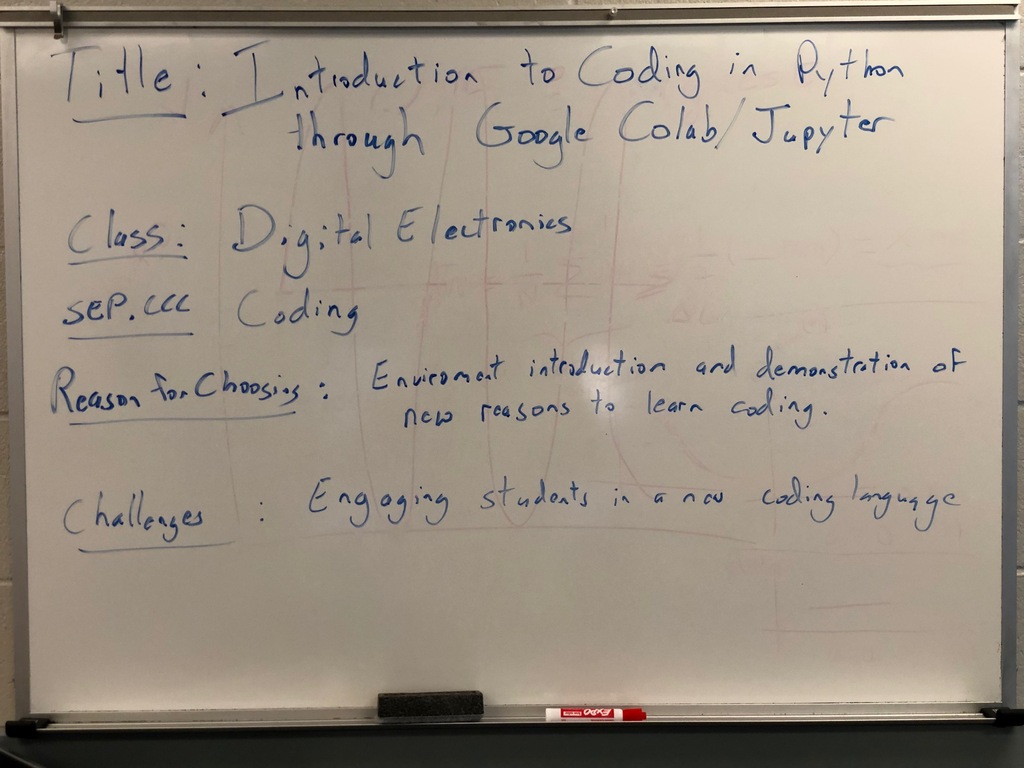 Title: Introduction to Coding in Python
through Google Colab/Jupyter
Class: Digital Electronics
SEP.CCC Coding
Reason for Choosing: Enviroment introduction and demonstration of
new reasons to learn coding.
Challenges: Engaging students in a new coding language
EXPO